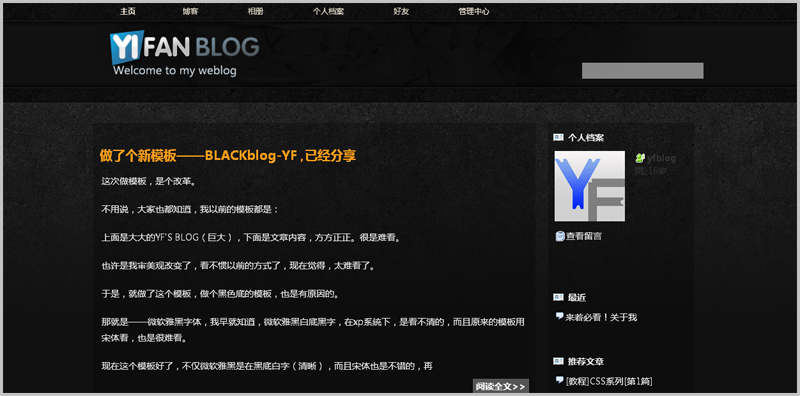 主页 博客 相册 个人档案 好友 管理中心
YIFAN BLOG
Welcome to my weblog
做了个新模板——BLACKblog-YF , 已经分享
这次做模板，是个改革。
不用说，大家也都知道，我以前的模板都是：
上面是大大的YF'S BLOG（巨大），下面是文章内容，方方正正。很是难看。
也许是我审美观改变了，看不惯以前的方式了，现在觉得，太难看了。
于是，就做了这个模板，做个黑色底的模板，也是有原因的。
那就是——微软雅黑字体，我早就知道，微软雅黑白底黑字，在xp系统下，是看不清的，而且原来的模板用
宋体看，也是很难看。
现在这个模板好了，不仅微软雅黑是在黑底白字（清晰），而且宋体也是不错的，再
阅读全文>>
个人档案
YF
yfblog
男, 16岁
查看留言
最近
来着必看！关于我
推荐文章
[教程]CSS系列[第1篇]